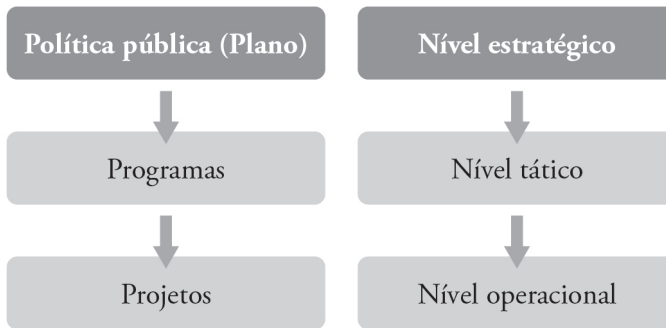 Política pública (Plano)
Nível estratégico
Programas
Nível tático
Projetos
Nível operacional